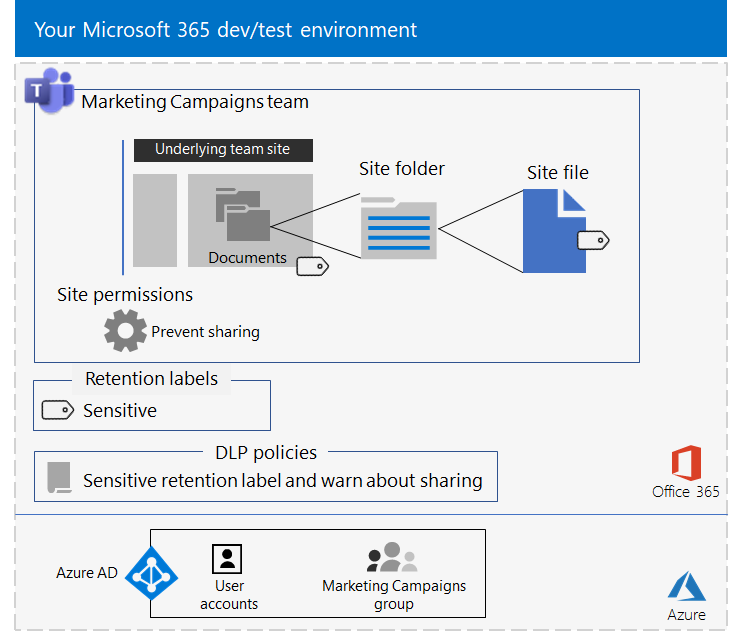 Your Microsoft 365 dev/test environment
T
Marketing Campaigns team
Underlying team site
Site folder
Site file
Documents
Site permissions
Prevent sharing
Retention labels
Sensitive
DLP policies
Sensitive retention label and warn about sharing
Office 365
Azure AD
User
accounts
Marketing Campaigns
group
Azure